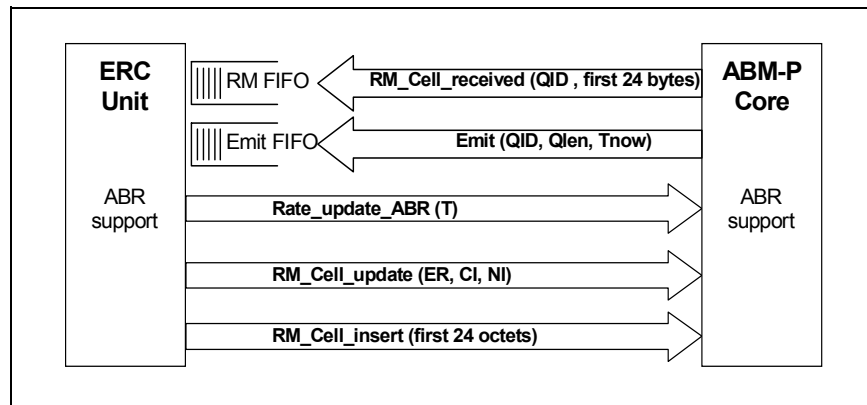 ERC
Unit
ABR
support
RM FIFO
Emit FIFO
RM_Cell_received (QID , first 24 bytes)
Emit (QID, Qlen, Tnow)
Rate_update_ABR (T)
RM_Cell_update (ER, CI, NI)
RM_Cell_insert (first 24 octets)
ABM-P
Core
ABR
support